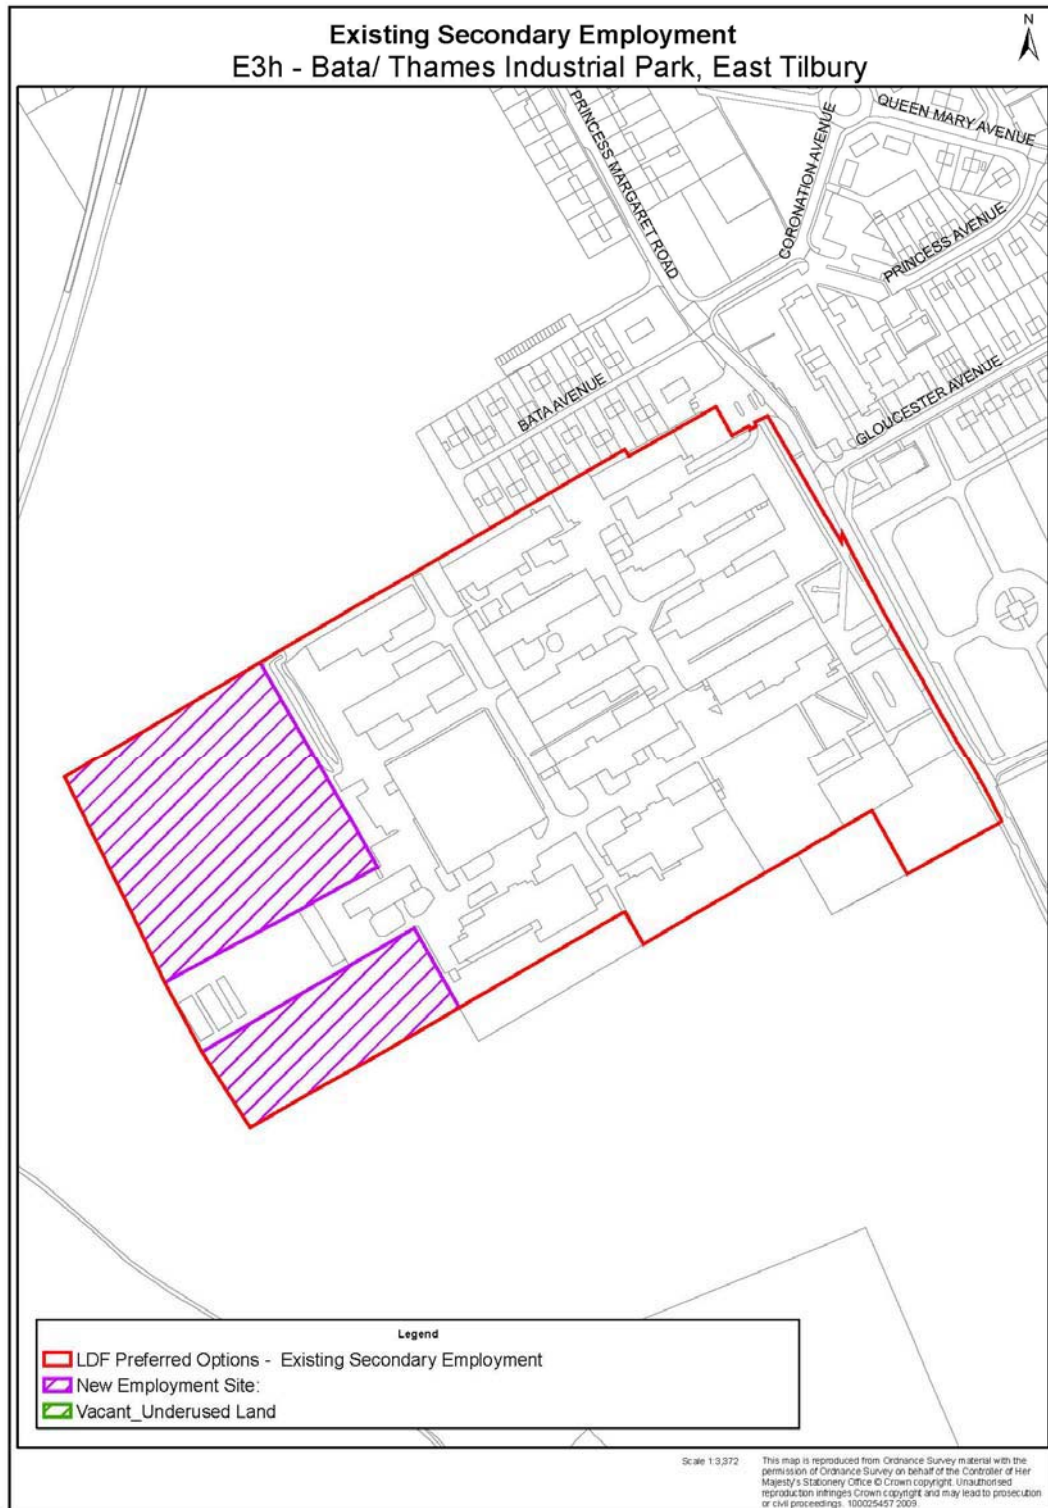 Existing Secondary Employment
E3h - Bata/ Thames Industrial Park, East Tilbury
N
QUEEN MARY AVENUE
PRINCESS MARGARET ROAD
CORONATION AVENUE
PRINCESS AVENUE
BATA AVENUE
GLOUCESTER AVENUE
Legend
LDF Preferred Options - Existing Secondary Employment
New Employment Site:
Vacant_Underused Land
Scale 1:3,372
This map is reproduced from Ordnance Survey material with the
permission of Ordnance Survey on behalf of the Controller of Her
Majesty's Stationery Office © Crown copyright. Unauthorised
reproduction infringes Crown copyright and may lead to prosecution
or civil proceedings. 100025457 2009.